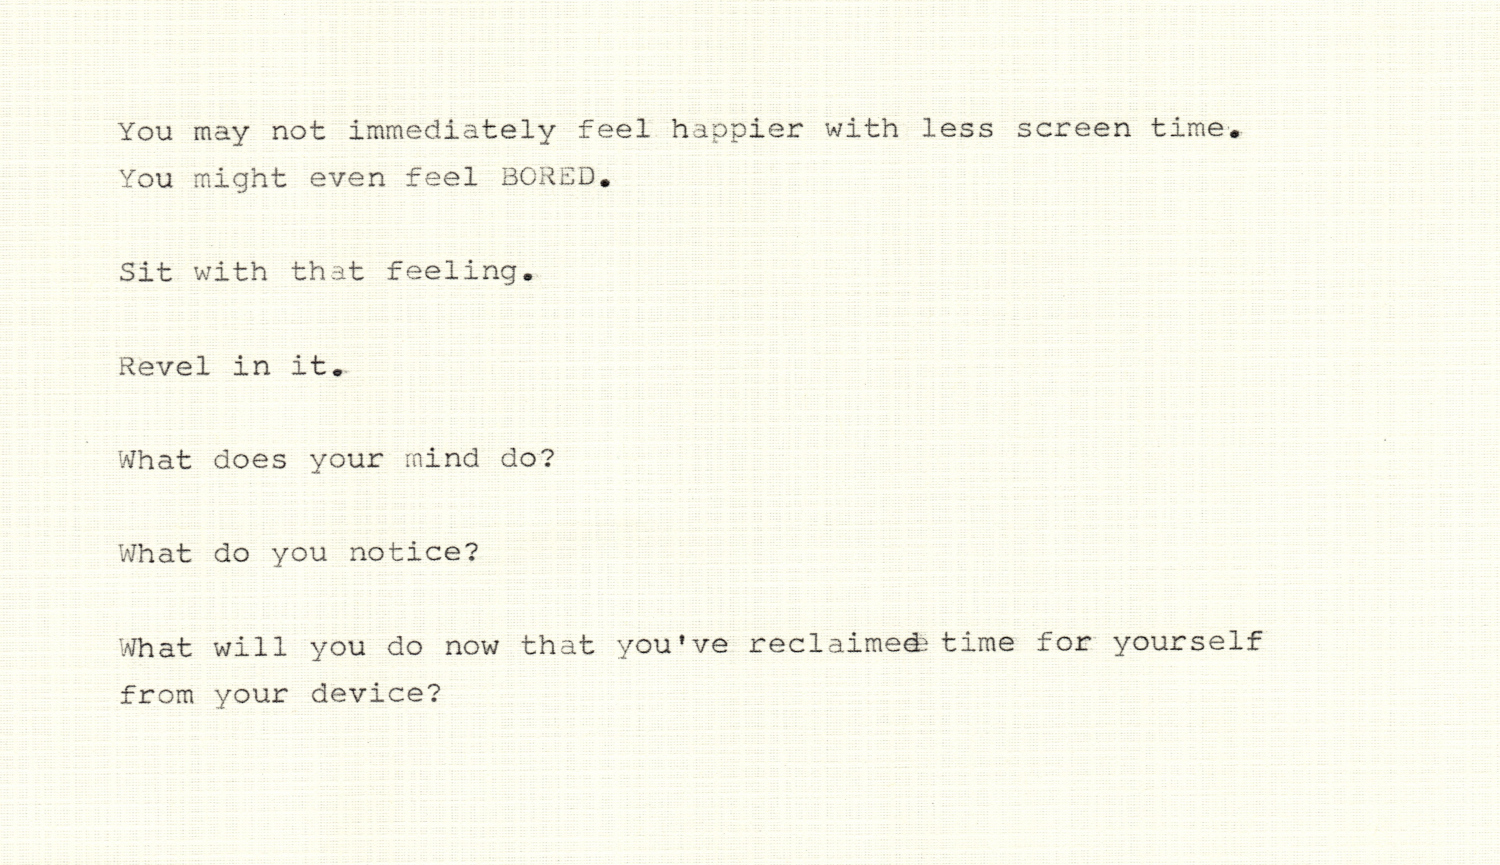 You may not immediately feel happier with less screen time.
You might even feel BORED.
Sit with that feeling.
Revel in it.
What does your mind do?
What do you notice?
What will you do now that you've reclaimed time for yourself
from your device?